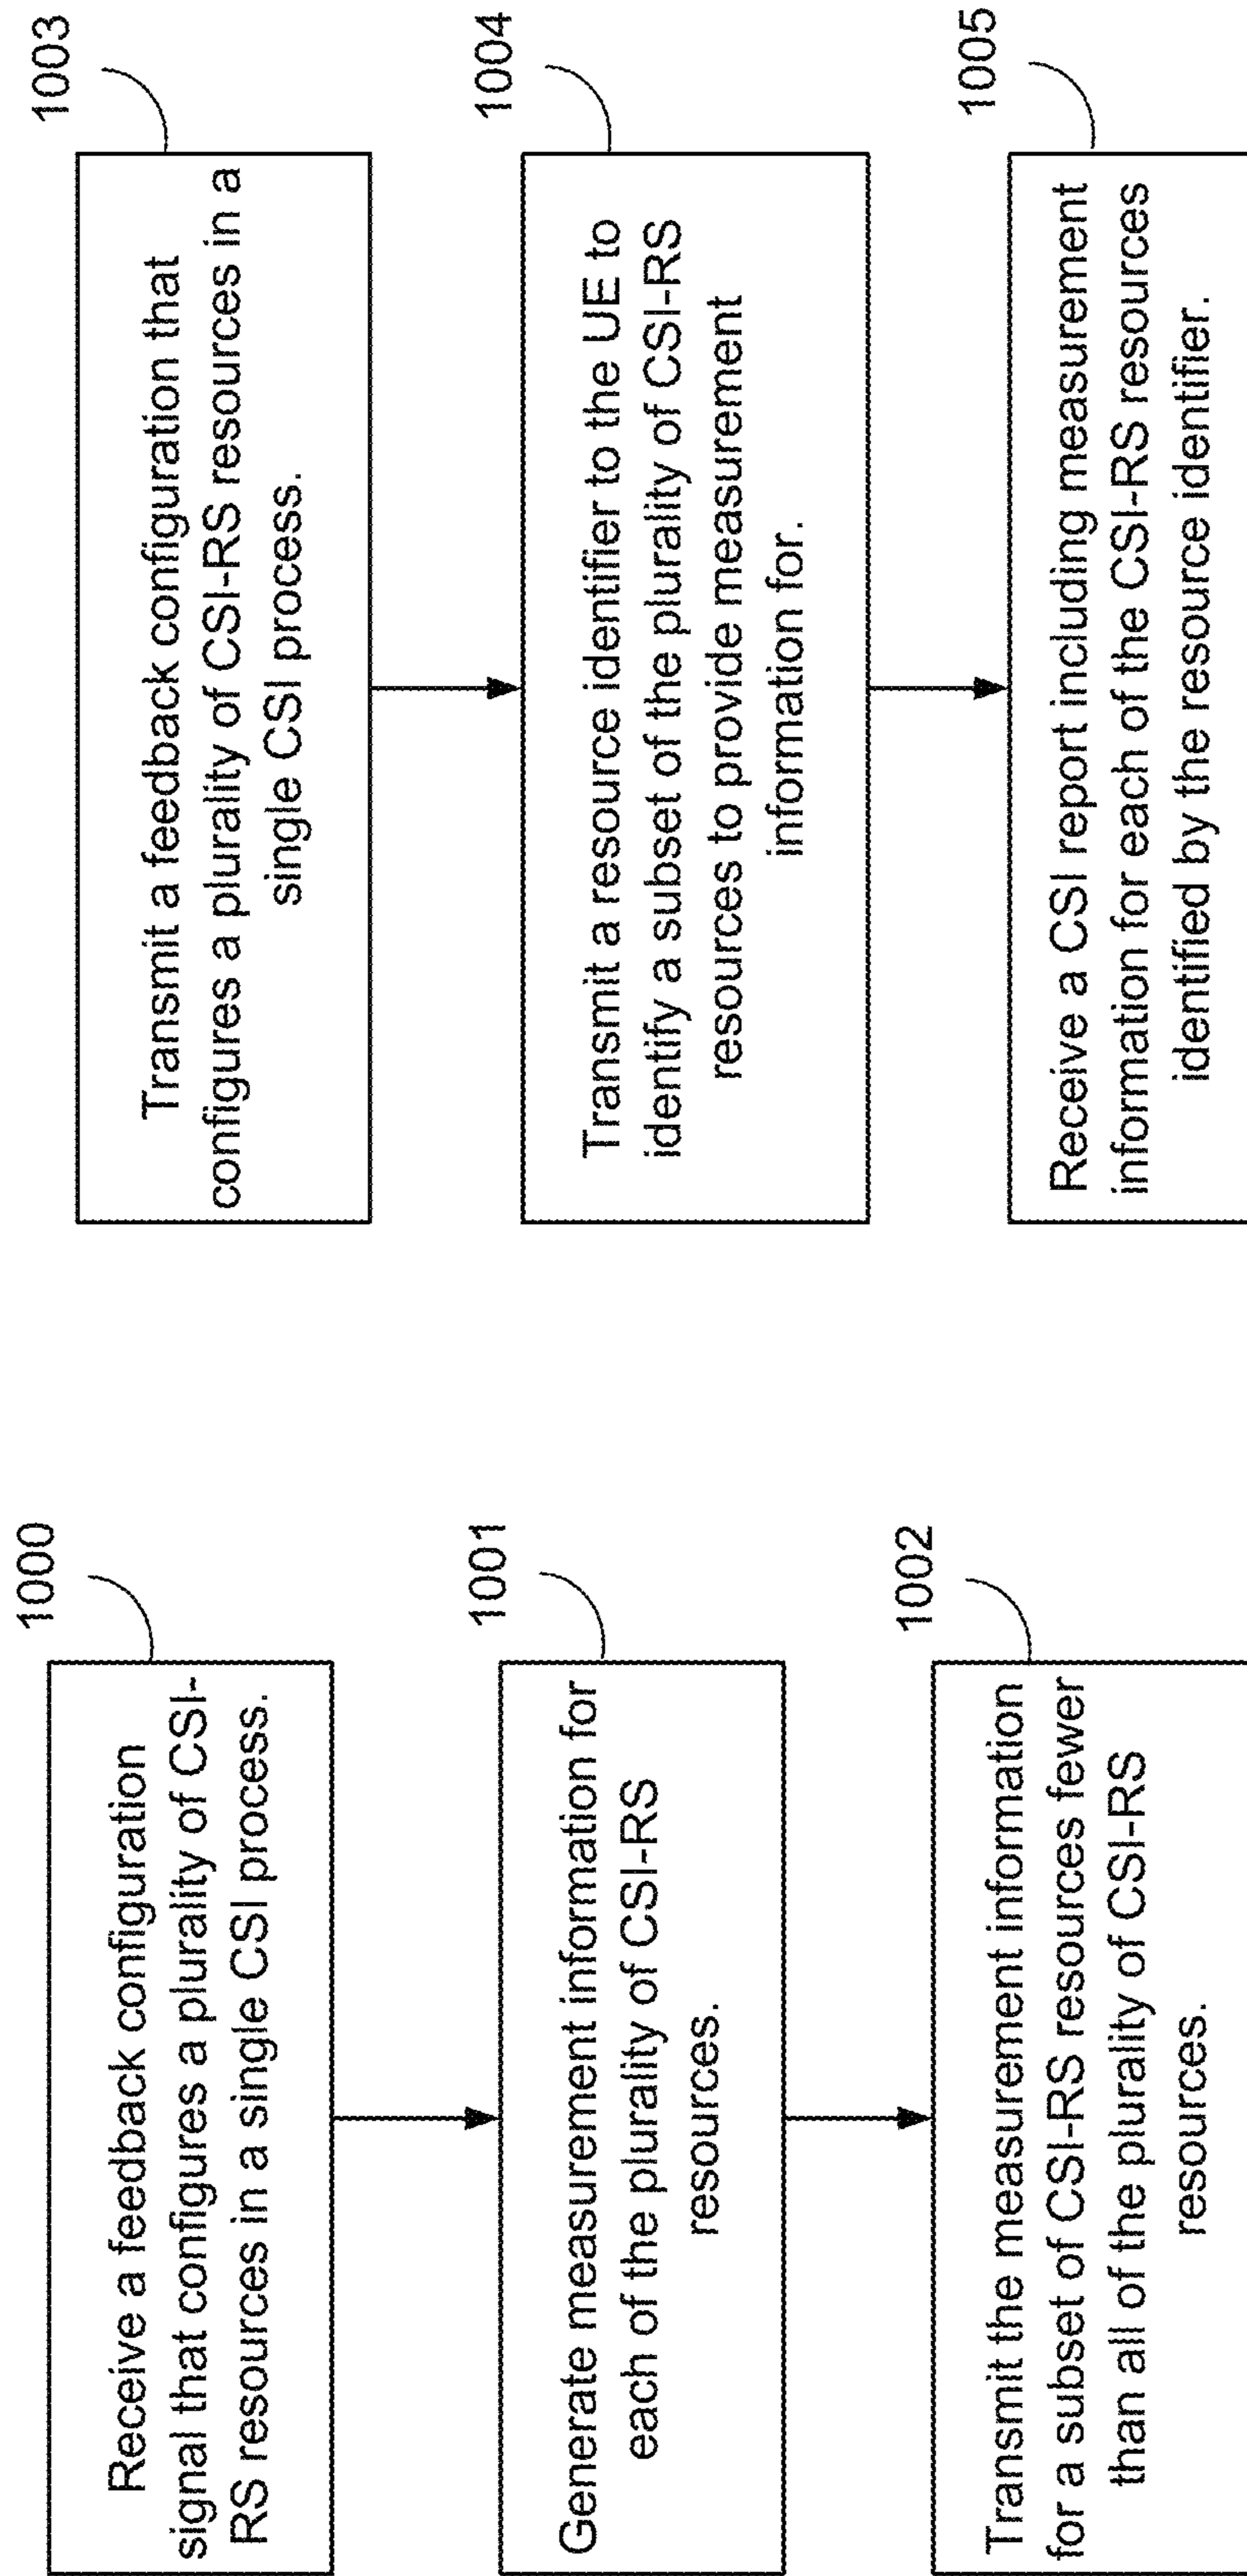 1000
Receive a feedback configuration
signal that configures a plurality of CSI-
RS resources in a single CSI process.
1001
Generate measurement information for
each of the plurality of CSI-RS
resources.
1002
Transmit the measurement information
for a subset of CSI-RS resources fewer
than all of the plurality of CSI-RS
resources.
1003
Transmit a feedback configuration that
configures a plurality of CSI-RS resources in a
single CSI process.
1004
Transmit a resource identifier to the UE to
identify a subset of the plurality of CSI-RS
resources to provide measurement
information for.
1005
Receive a CSI report including measurement
information for each of the CSI-RS resources
identified by the resource identifier.